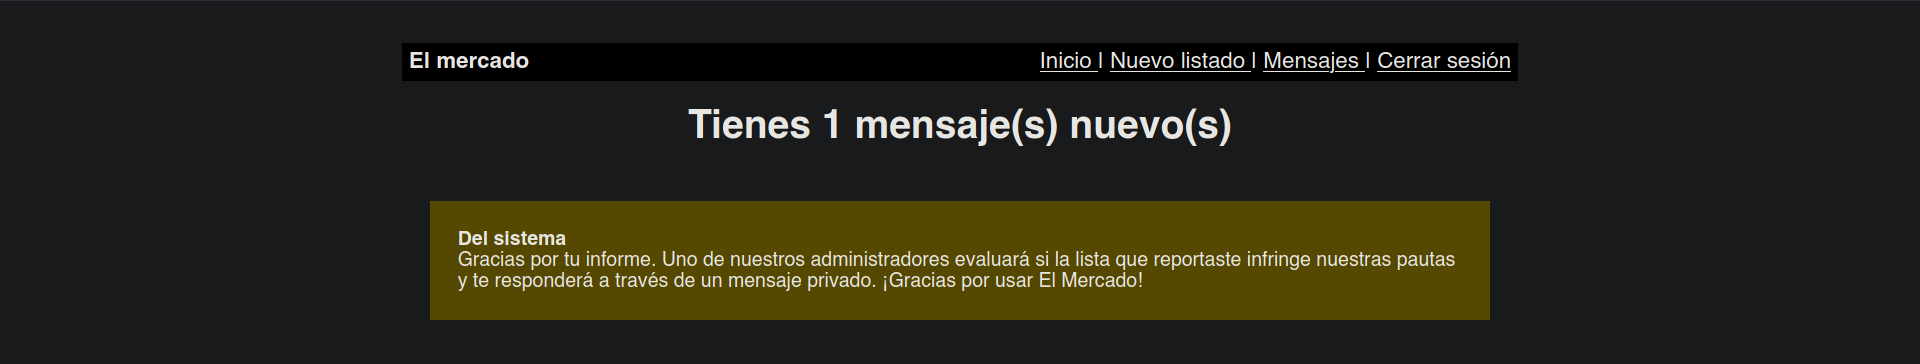 El mercado
Inicio | Nuevo listado | Mensajes | Cerrar sesión
Tienes 1 mensaje(s) nuevo(s)
Del sistema
Gracias por tu informe. Uno de nuestros administradores evaluará si la lista que reportaste infringe nuestras pautas
y te responderá a través de un mensaje privado. ¡Gracias por usar El Mercado!